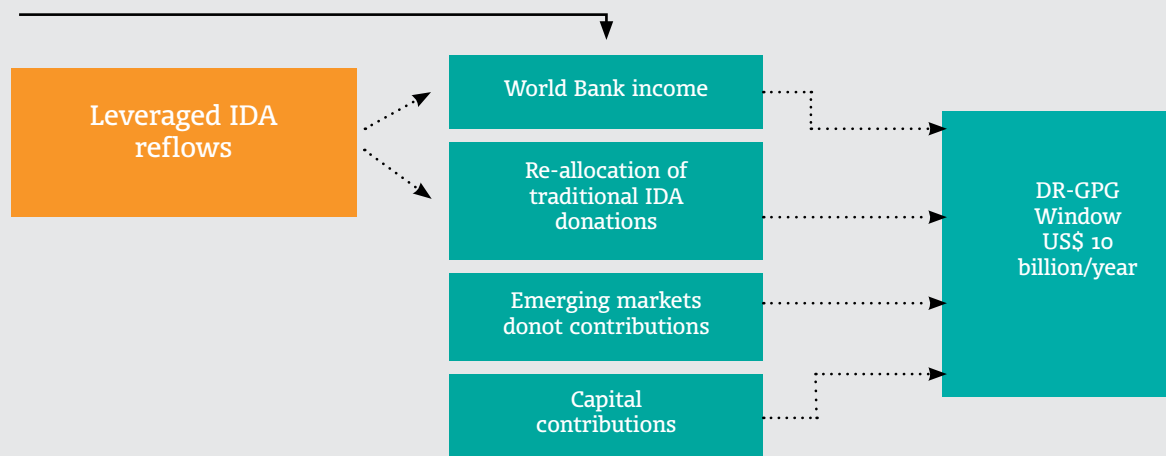 Leveraged IDA
reflows
World Bank income
Re-allocation of
traditional IDA
donations
Emerging markets
donot contributions
Capital
contributions
DR-GPG
Window
US$ 10
billion/year